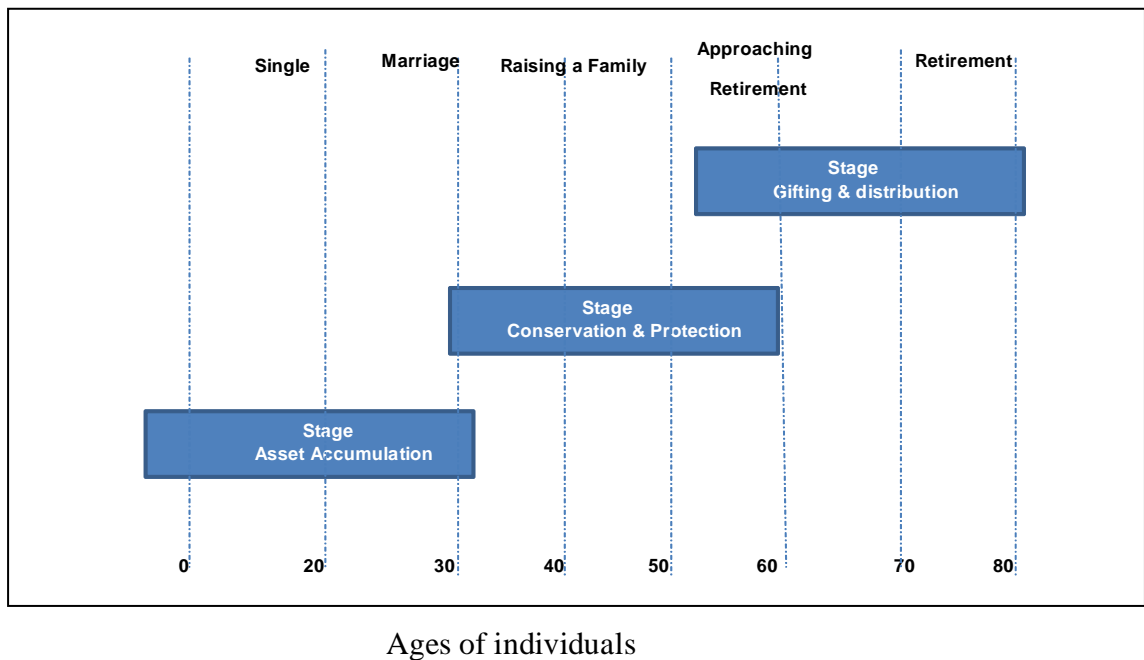 Approaching
Single Marriage Raising a Family Retirement
Retirement
Stage
Gifting & distribution
Stage
Conservation & Protection
Stage
Asset Accumulation
0 20 30 40 50 60 70 80
Ages of individuals